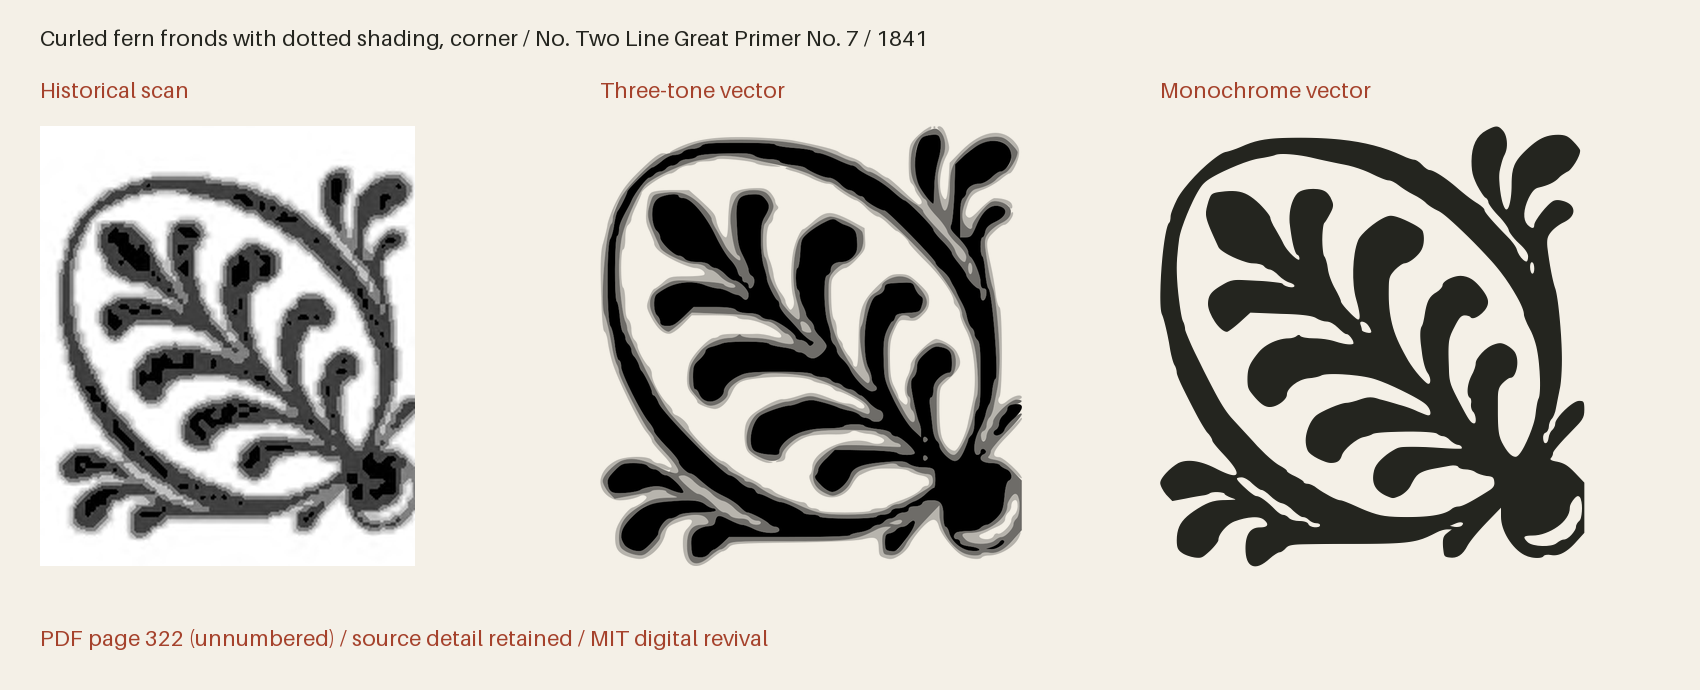 Curled fern fronds with dotted shading, corner / No. Two Line Great Primer No. 7 / 1841
Historical scan
Three-tone vector
Monochrome vector
PDF page 322 (unnumbered) / source detail retained / MIT digital revival